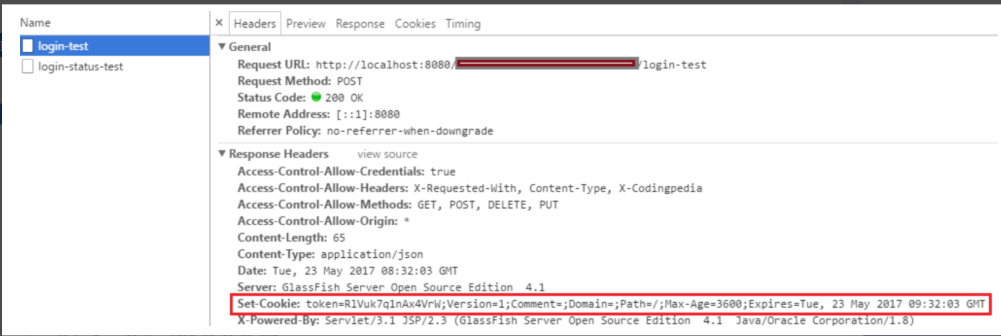 Name
× Headers Preview Response Cookies Timing
login-test
login-status-test
▼ General
Request URL: http://localhost:8080/ /login-test
Request Method: POST
Status Code: 200 OK
Remote Address: [::1]:8080
Referrer Policy: no-referrer-when-downgrade
▼ Response Headers view source
Access-Control-Allow-Credentials: true
Access-Control-Allow-Headers: X-Requested-With, Content-Type, X-Codingpedia
Access-Control-Allow-Methods: GET, POST, DELETE, PUT
Access-Control-Allow-Origin: *
Content-Length: 65
Content-Type: application/json
Date: Tue, 23 May 2017 08:32:03 GMT
Server: GlassFish Server Open Source Edition  4.1
Set-Cookie: token=RlVuk7q1nAx4VrW;Version=1;Comment=;Domain=;Path=/;Max-Age=3600;Expires=Tue, 23 May 2017 09:32:03 GMT
X-Powered-By: Servlet/3.1 JSP/2.3 (GlassFish Server Open Source Edition  4.1  Java/Oracle Corporation/1.8)